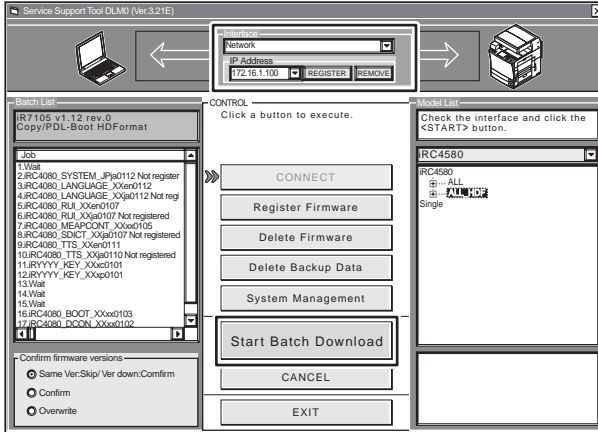 Service Support Tool DLM0 (Ver.3.21E)
Interface:
Network
IP Address
172.16.1.100
REGISTER
REMOVE
Batch List
iR7105 v1.12 rev.0
Copy/PDL-Boot HDFormat
Job
1.Wait
2.iRC4080_SYSTEM_JPja0112 Not register
3.iRC4080_LANGUAGE_XXen0112
4.iRC4080_LANGUAGE_XXja0112 Not regi
5.iRC4080_RUI_XXen0107
6.iRC4080_RUI_XXja0107 Not registered
7.iRC4080_MEAPCONT_XXxx0105
8.iRC4080_SDICT_XXja0107 Not registered
9.iRC4080_TTS_XXen0111
10.iRC4080_TTS_XXja0110 Not registered
11.iRYYYY_KEY_XXxc0101
12.iRYYYY_KEY_XXxp0101
13.Wait
14.Wait
15.Wait
16.iRC4080_BOOT_XXxx0103
17.iRC4080_DCON_XXxx0102
Confirm firmware versions
Same Ver:Skip/ Ver down:Comfirm
Confirm
Overwrite
CONTROL
Click a button to execute.
CONNECT
Register Firmware
Delete Firmware
Delete Backup Data
System Management
Start Batch Download
CANCEL
EXIT
Model List
Check the interface and click the
<START> button.
iRC4580
iRC4580
ALL
ALL_HDF
Single